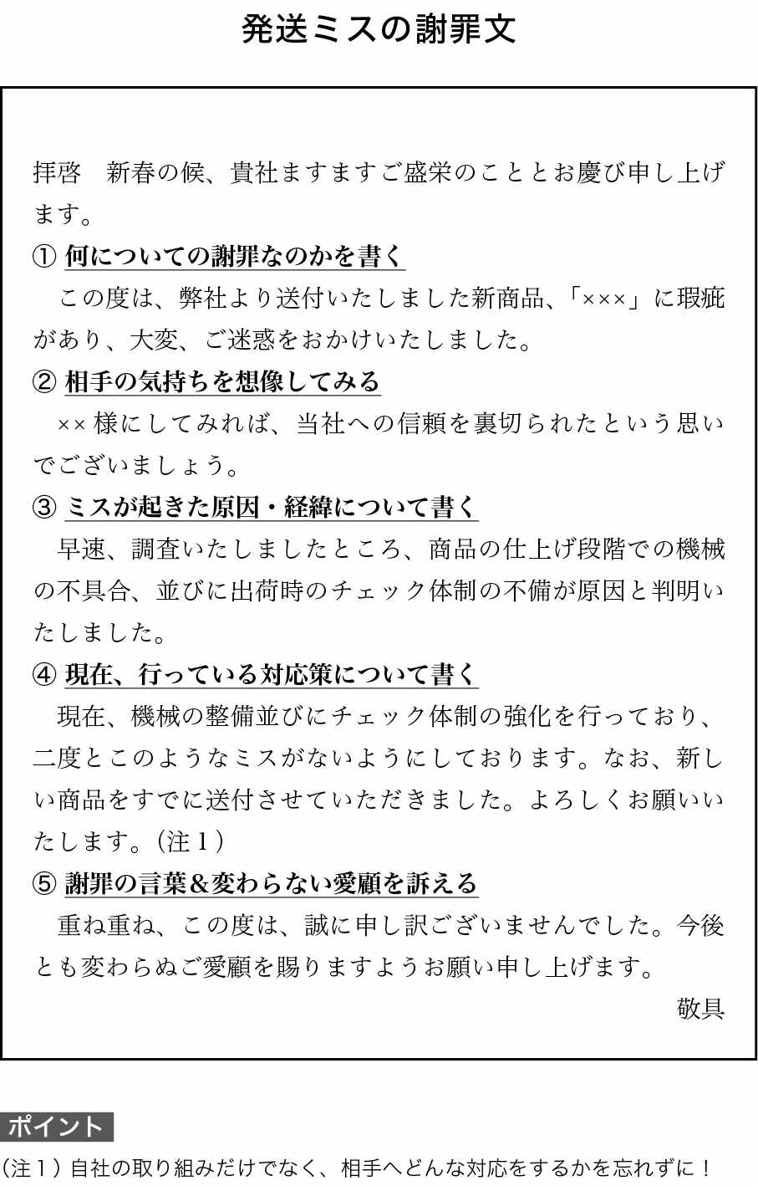 発送ミスの謝罪文
拝啓　新春の候、貴社ますますご盛栄のこととお慶び申し上げ
ます。
① 何についての謝罪なのかを書く
　この度は、弊社より送付いたしました新商品、「×××」に瑕疵
があり、大変、ご迷惑をおかけいたしました。
② 相手の気持ちを想像してみる
　×× 様にしてみれば、当社への信頼を裏切られたという思い
でございましょう。
③ ミスが起きた原因・経緯について書く
　早速、調査いたしましたところ、商品の仕上げ段階での機械
の不具合、並びに出荷時のチェック体制の不備が原因と判明い
たしました。
④ 現在、行っている対応策について書く
　現在、機械の整備並びにチェック体制の強化を行っており、
二度とこのようなミスがないようにしております。なお、新し
い商品をすでに送付させていただきました。よろしくお願いい
たします。（注１）
⑤ 謝罪の言葉＆変わらない愛顧を訴える
　重ね重ね、この度は、誠に申し訳ございませんでした。今後
とも変わらぬご愛顧を賜りますようお願い申し上げます。
敬具
ポイント
（注１）自社の取り組みだけでなく、相手へどんな対応をするかを忘れずに！